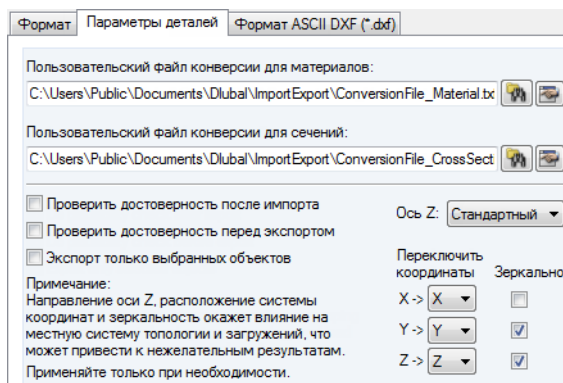 Формат Параметры деталей Формат ASCII DXF (*.dxf)
Пользовательский файл конверсии для материалов:
C:\Users\Public\Documents\Dlubal\ImportExport\ConversionFile_Material.tx
Пользовательский файл конверсии для сечений:
C:\Users\Public\Documents\Dlubal\ImportExport\ConversionFile_CrossSect
Проверить достоверность после импорта
Проверить достоверность перед экспортом
Экспорт только выбранных объектов
Примечание:
Направление оси Z, расположение системы
координат и зеркальность окажет влияние на
местную систему топологии и загружений, что
может привести к нежелательным результатам.
Применяйте только при необходимости.
Ось Z: Стандартный
Переключить
координаты Зеркально
X -> X
Y -> Y
Z -> Z